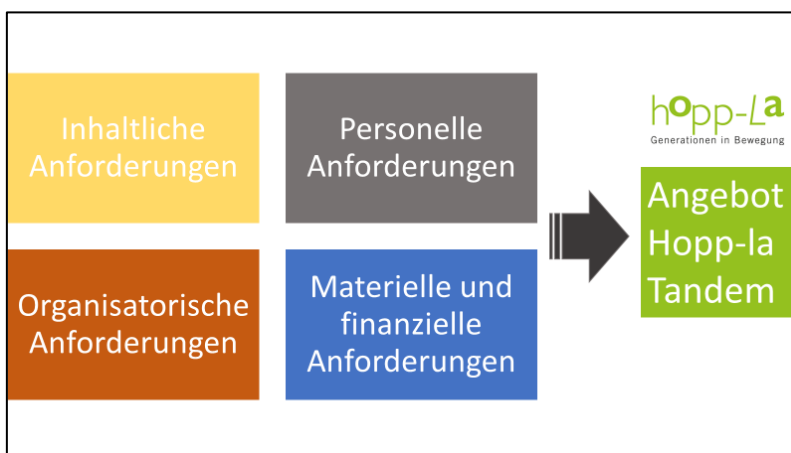 Inhaltliche
Anforderungen
Personelle
Anforderungen
Organisatorische
Anforderungen
Materielle und
finanzielle
Anforderungen
hopp-La
Generationen in Bewegung
Angebot
Hopp-la
Tandem